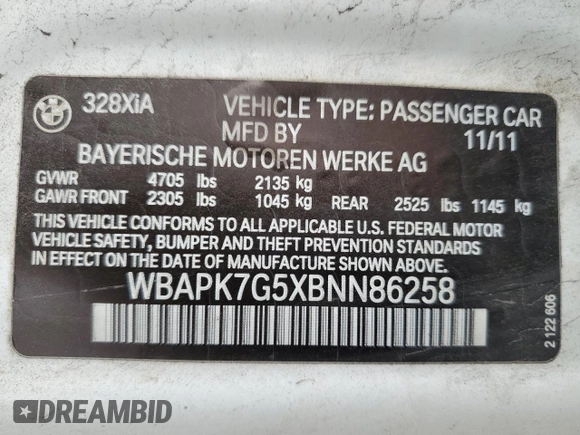 BMW
328XiA VEHICLE TYPE: PASSENGER CAR
MFD BY 11/11
BAYERISCHE MOTOREN WERKE AG
GVWR 4705 lbs 2135 kg
GAWR FRONT 2305 lbs 1045 kg REAR 2525 lbs 1145 kg
THIS VEHICLE CONFORMS TO ALL APPLICABLE U.S. FEDERAL MOTOR
VEHICLE SAFETY, BUMPER AND THEFT PREVENTION STANDARDS
IN EFFECT ON THE DATE OF MANUFACTURE SHOWN ABOVE
WBAPK7G5XBNN86258
2 122 606
DREAMBID